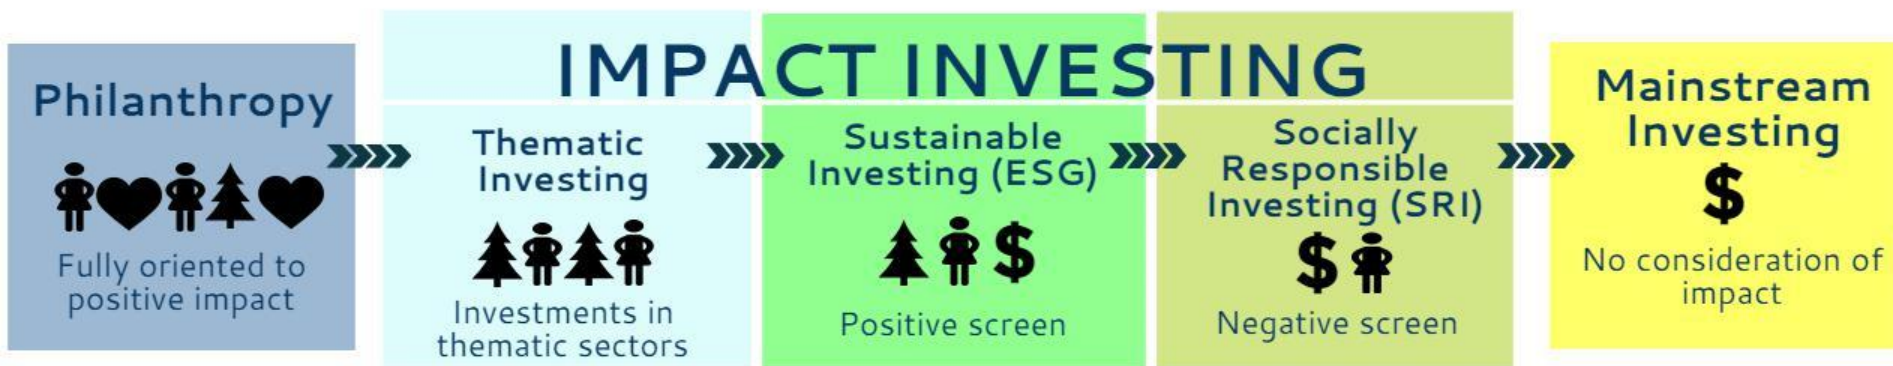 IMPACT INVESTING
Philanthropy
Fully oriented to
positive impact
Thematic
Investing
Investments in
thematic sectors
Sustainable
Investing (ESG)
$
Positive screen
Socially
Responsible
Investing (SRI)
$
Negative screen
Mainstream
Investing
$
No consideration of
impact